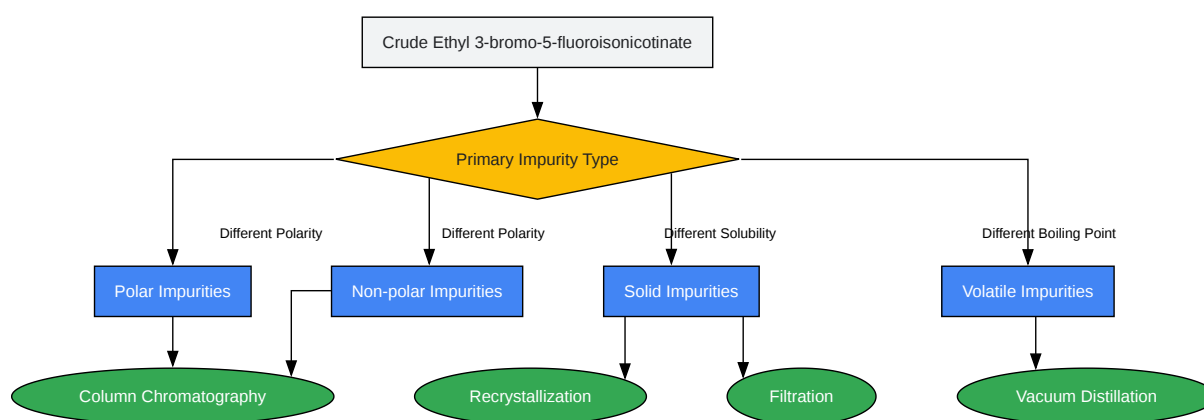 Crude Ethyl 3-bromo-5-fluoroisonicotinate
Primary Impurity Type
Different Polarity
Different Polarity
Different Solubility
Different Boiling Point
Polar Impurities
Non-polar Impurities
Solid Impurities
Volatile Impurities
Column Chromatography
Recrystallization
Filtration
Vacuum Distillation